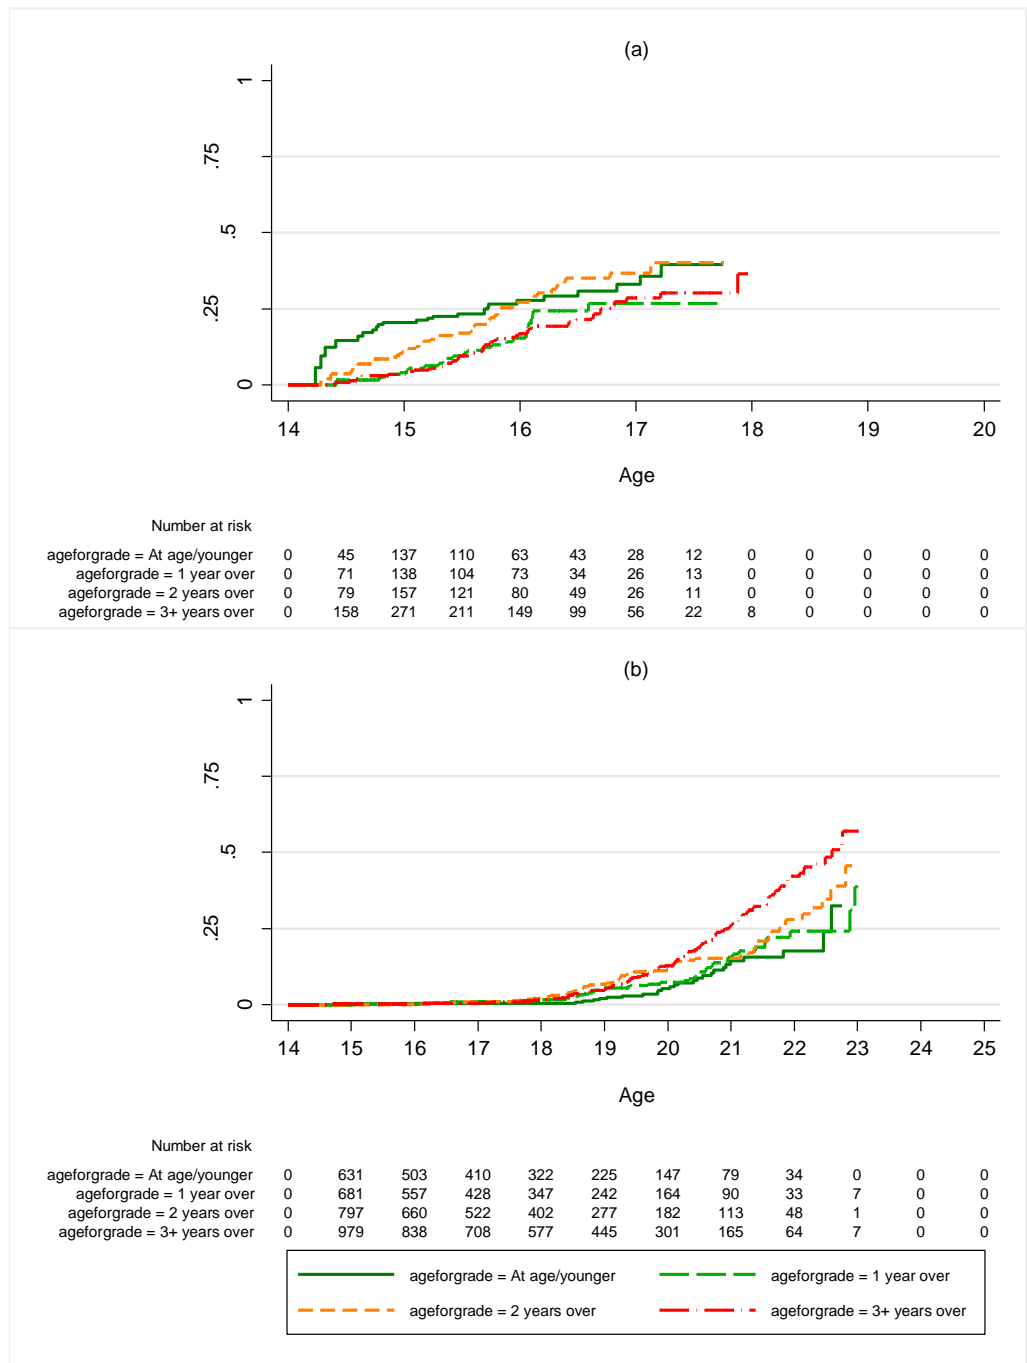 (a)
1
.75
.5
.25
0
14 15 16 17 18 19 20
Age
Number at risk
ageforgrade = At age/younger 0 45 137 110 63 43 28 12 0 0 0 0 0
ageforgrade = 1 year over 0 71 138 104 73 34 26 13 0 0 0 0 0
ageforgrade = 2 years over 0 79 157 121 80 49 26 11 0 0 0 0 0
ageforgrade = 3+ years over 0 158 271 211 149 99 56 22 8 0 0 0 0
(b)
1
.75
.5
.25
0
14 15 16 17 18 19 20 21 22 23 24 25
Age
Number at risk
ageforgrade = At age/younger 0 631 503 410 322 225 147 79 34 0 0 0
ageforgrade = 1 year over 0 681 557 428 347 242 164 90 33 7 0 0
ageforgrade = 2 years over 0 797 660 522 402 277 182 113 48 1 0 0
ageforgrade = 3+ years over 0 979 838 708 577 445 301 165 64 7 0 0
ageforgrade = At age/younger ageforgrade = 1 year over
ageforgrade = 2 years over ageforgrade = 3+ years over